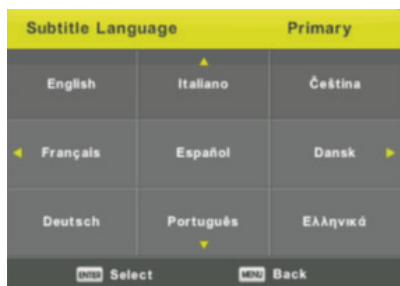 Subtitle Language Primary
English Italiano Čeština
Français Español Dansk
Deutsch Português Ελληνικά
ENTER Select MENU Back